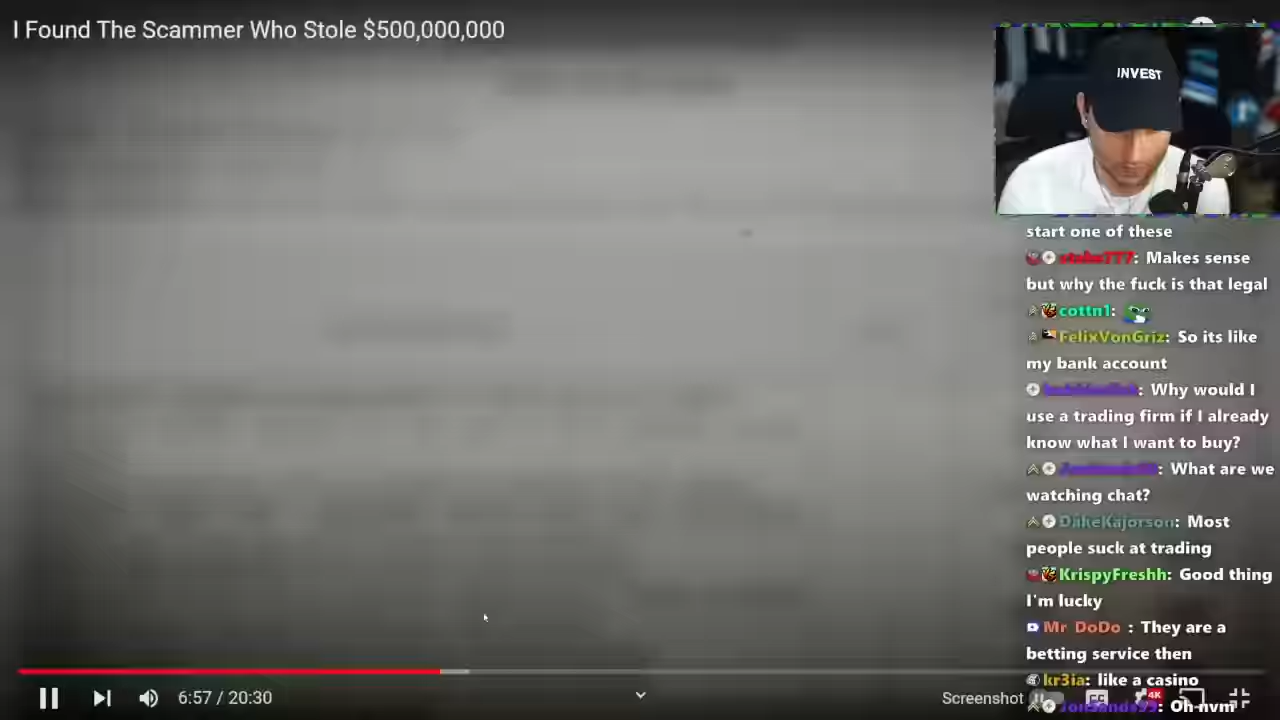 I Found The Scammer Who Stole $500,000,000
INVEST
start one of these
: Makes sense
but why the fuck is that legal
cottn1:
FelixVonGriz: So its like
my bank account
: Why would I
use a trading firm if I already
know what I want to buy?
: What are we
watching chat?
DakeKajorson: Most
people suck at trading
KrispyFreshh: Good thing
I'm lucky
Mr DoDo : They are a
betting service then
kr3ia: like a casino
6:57 / 20:30
Screenshot
CC
4K
: Oh nvm